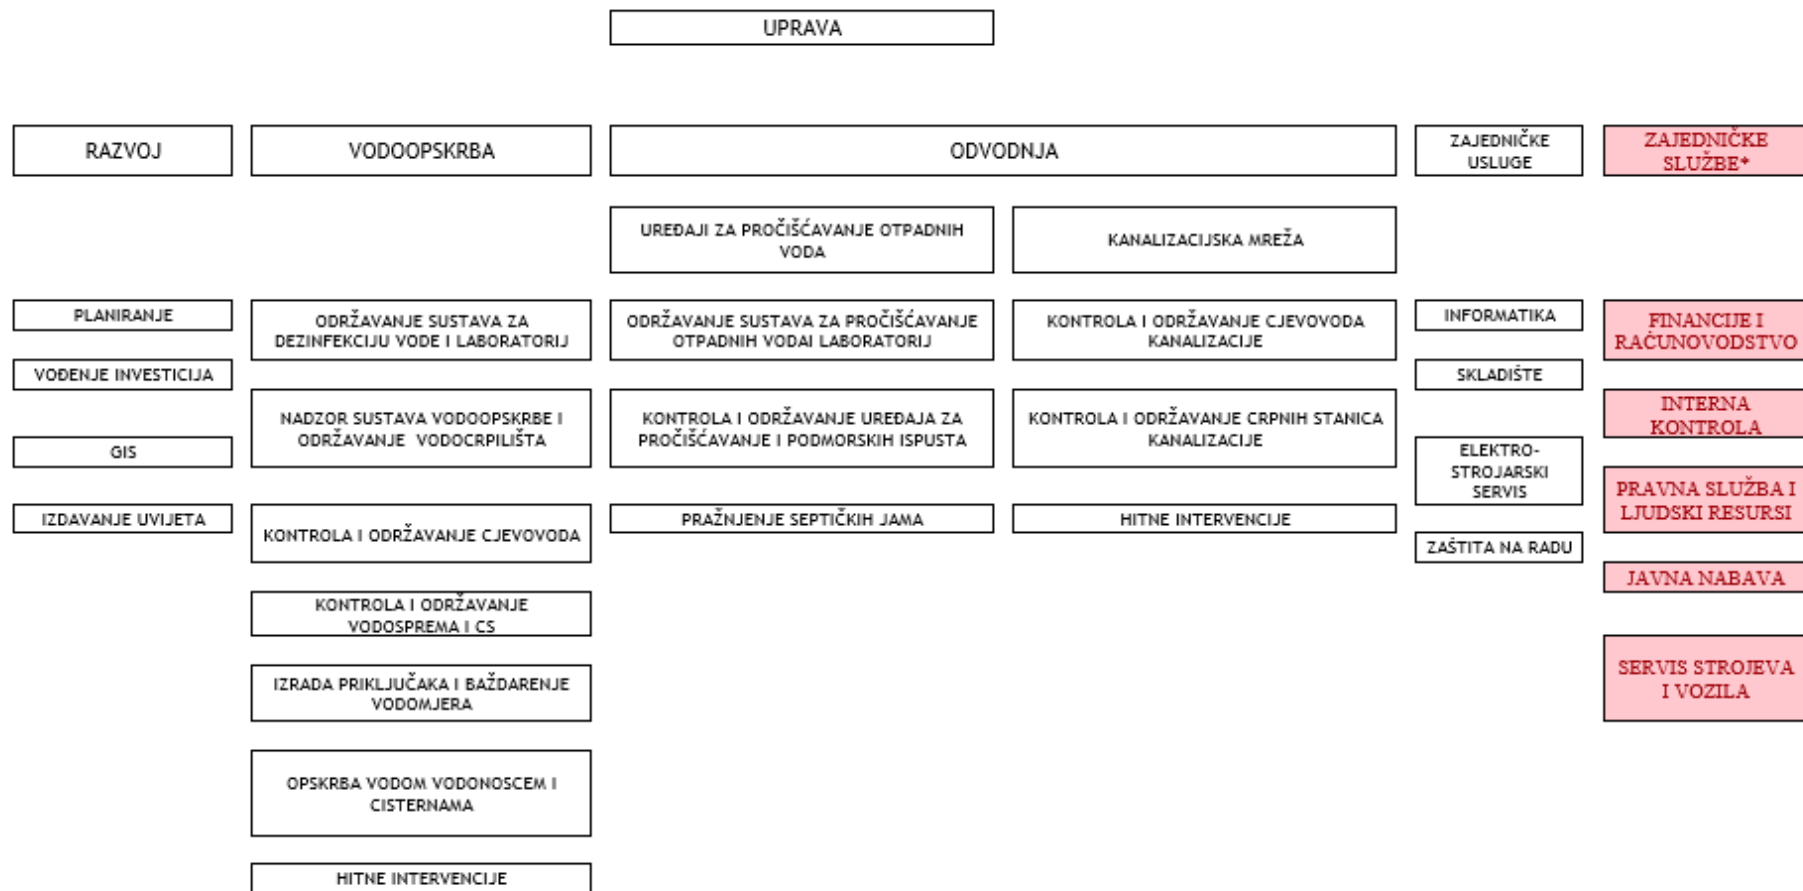 UPRAVA
RAZVOJ
VODOOPSKRBA
ODVODNJA
ZAJEDNIČKE
USLUGE
ZAJEDNIČKE
SLUŽBE*
UREĐAJI ZA PROČIŠĆAVANJE OTPADNIH
VODA
KANALIZACIJSKA MREŽA
PLANIRANJE
VOĐENJE INVESTICIJA
GIS
IZDAVANJE UVIJETA
ODRŽAVANJE SUSTAVA ZA
DEZINFEKCIJU VODE I LABORATORIJ
NADZOR SUSTAVA VODOOPSKRBE I
ODRŽAVANJE VODOCRPILIŠTA
KONTROLA I ODRŽAVANJE CJEVOVODA
KONTROLA I ODRŽAVANJE
VODOSPREMA I CS
IZRADA PRIKLJUČAKA I BAŽDARENJE
VODOMJERA
OPSKRBA VODOM VODONOSCEM I
CISTERNAMA
HITNE INTERVENCIJE
ODRŽAVANJE SUSTAVA ZA PROČIŠĆAVANJE
OTPADNIH VODAI LABORATORIJ
KONTROLA I ODRŽAVANJE UREĐAJA ZA
PROČIŠĆAVANJE I PODMORSKIH ISPUSTA
PRAŽNJENJE SEPTIČKIH JAMA
KONTROLA I ODRŽAVANJE CJEVOVODA
KANALIZACIJE
KONTROLA I ODRŽAVANJE CRPNIH STANICA
KANALIZACIJE
HITNE INTERVENCIJE
INFORMATIKA
SKLADIŠTE
ELEKTRO-
STROJARSKI
SERVIS
ZAŠTITA NA RADU
FINANCIJE I
RAČUNOVODSTVO
INTERNA
KONTROLA
PRAVNA SLUŽBA I
LJUDSKI RESURSI
JAVNA NABAVA
SERVIS STROJEVA
I VOZILA